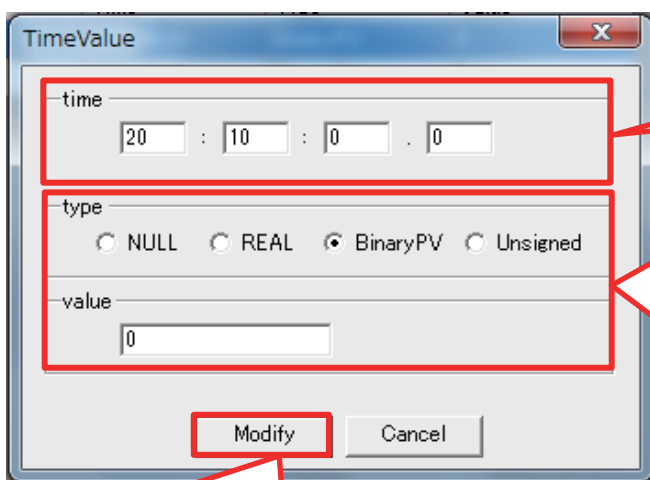 TimeValue
time
20 : 10 : 0 . 0
type
NULL REAL BinaryPV Unsigned
value
0
Modify Cancel